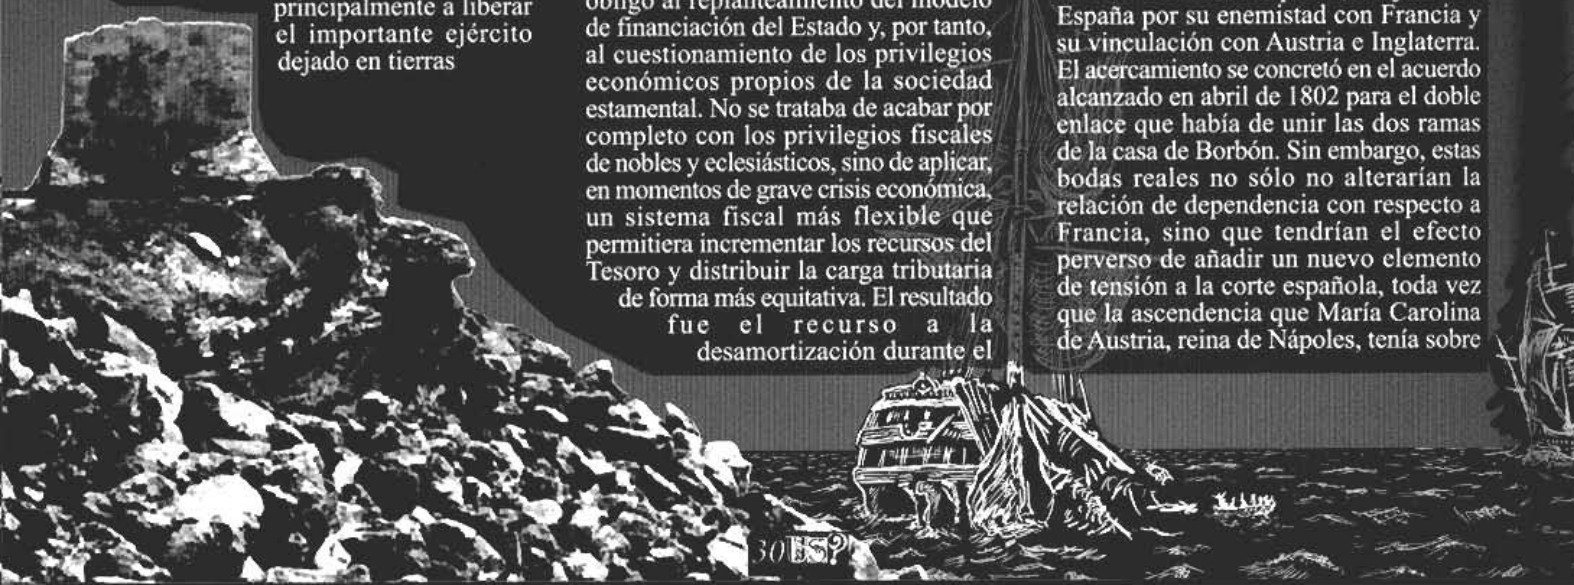 principalmente a liberar
el importante ejército
dejado en tierras
obligó al replanteamiento del modelo
de financiación del Estado y, por tanto,
al cuestionamiento de los privilegios
económicos propios de la sociedad
estamental. No se trataba de acabar por
completo con los privilegios fiscales
de nobles y eclesiásticos, sino de aplicar,
en momentos de grave crisis económica,
un sistema fiscal más flexible que
permitiera incrementar los recursos del
Tesoro y distribuir la carga tributaria
de forma más equitativa. El resultado
fue el recurso a la
desamortización durante el
España por su enemistad con Francia y
su vinculación con Austria e Inglaterra.
El acercamiento se concretó en el acuerdo
alcanzado en abril de 1802 para el doble
enlace que había de unir las dos ramas
de la casa de Borbón. Sin embargo, estas
bodas reales no sólo no alterarían la
relación de dependencia con respecto a
Francia, sino que tendrían el efecto
perverso de añadir un nuevo elemento
de tensión a la corte española, toda vez
que la ascendencia que María Carolina
de Austria, reina de Nápoles, tenía sobre
30